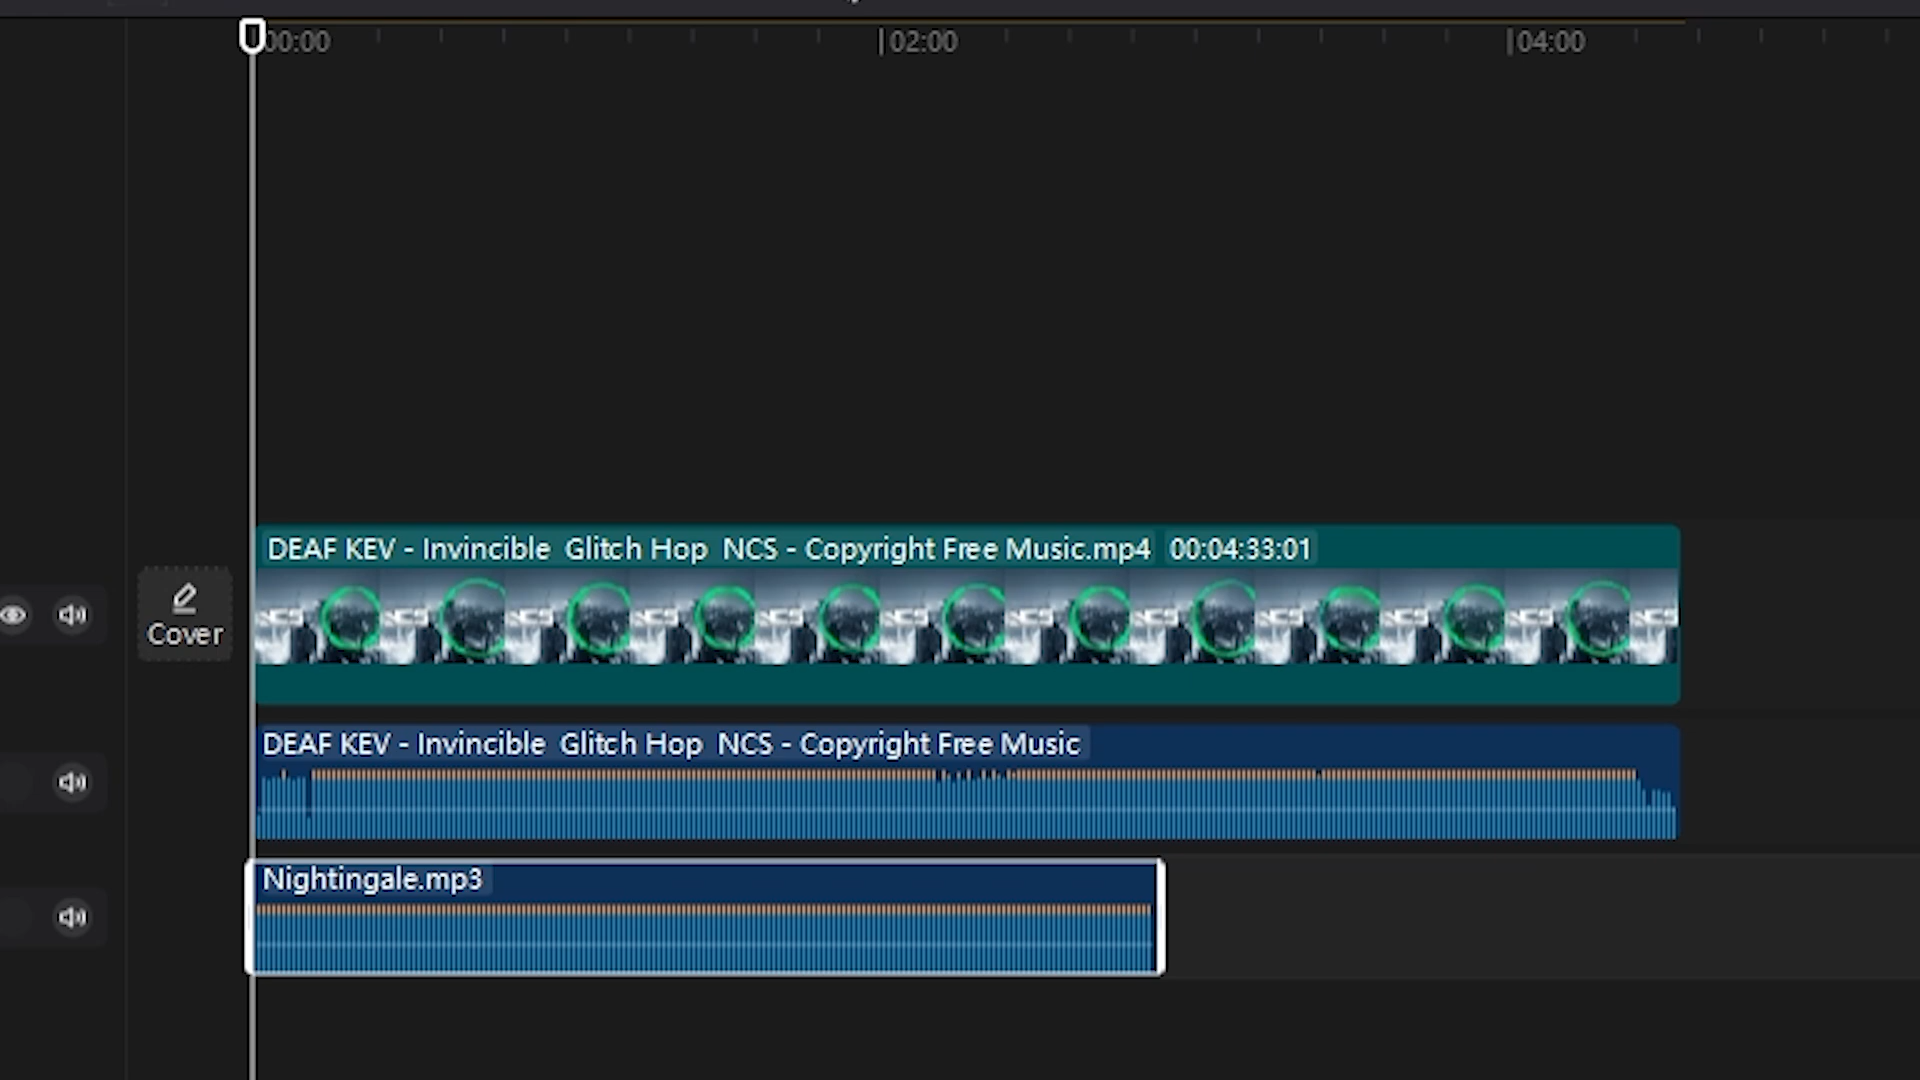 00:00
02:00
04:00
DEAF KEV - Invincible  Glitch Hop  NCS - Copyright Free Music.mp4 00:04:33:01
Cover
DEAF KEV - Invincible  Glitch Hop  NCS - Copyright Free Music
Nightingale.mp3